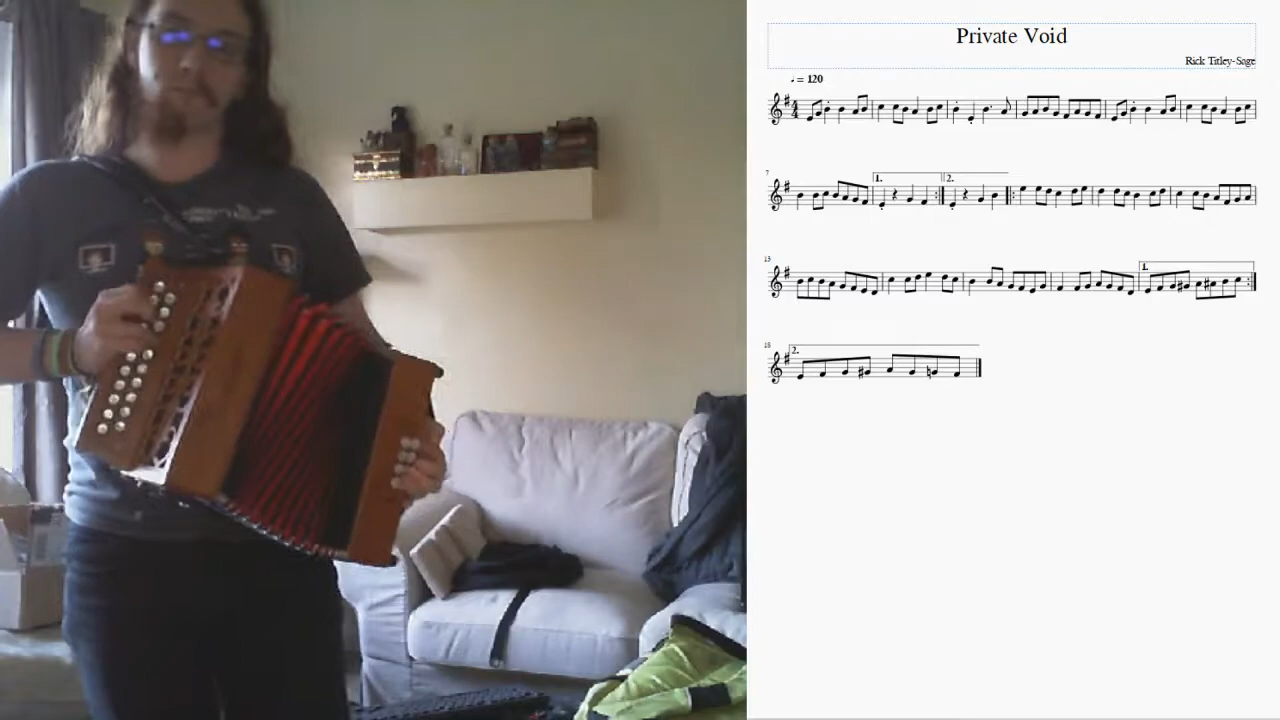 Private Void
Rick Titley-Sage
♩ = 120
7
1.
2.
13
1.
18
2.